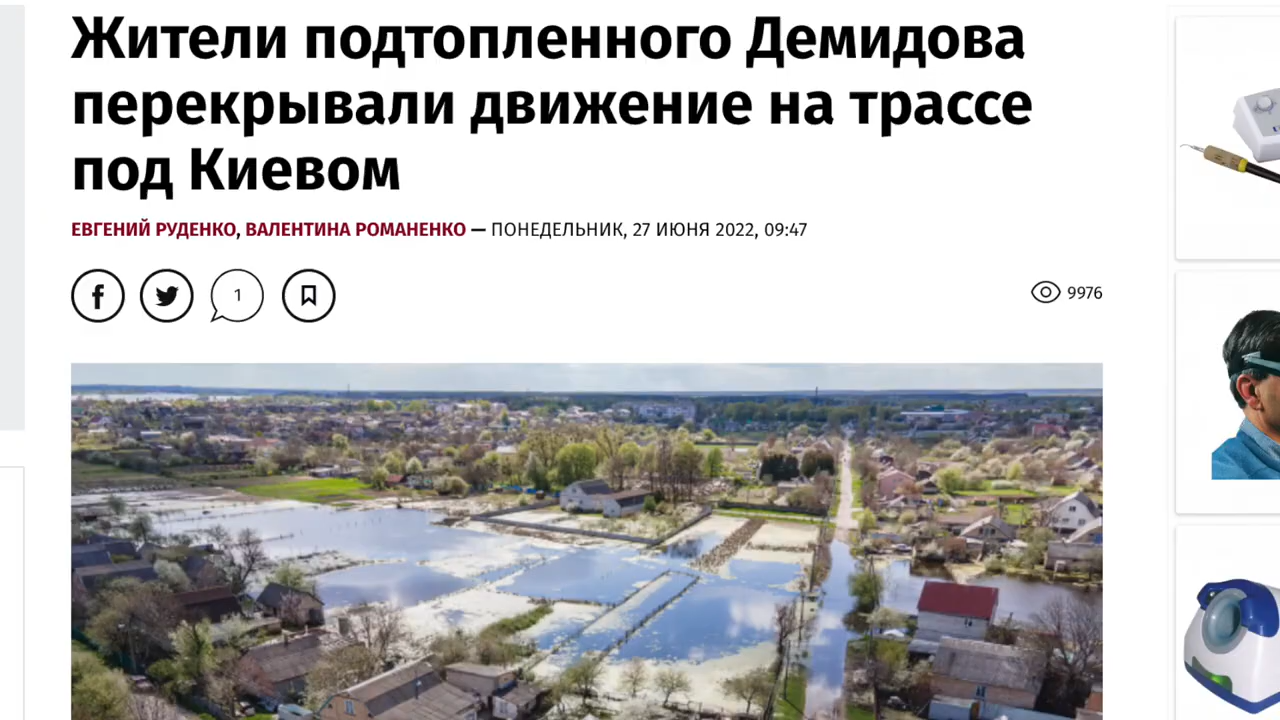 Жители подтопленного Демидова
перекрывали движение на трассе
под Киевом
ЕВГЕНИЙ РУДЕНКО, ВАЛЕНТИНА РОМАНЕНКО — ПОНЕДЕЛЬНИК, 27 ИЮНЯ 2022, 09:47
1
9976